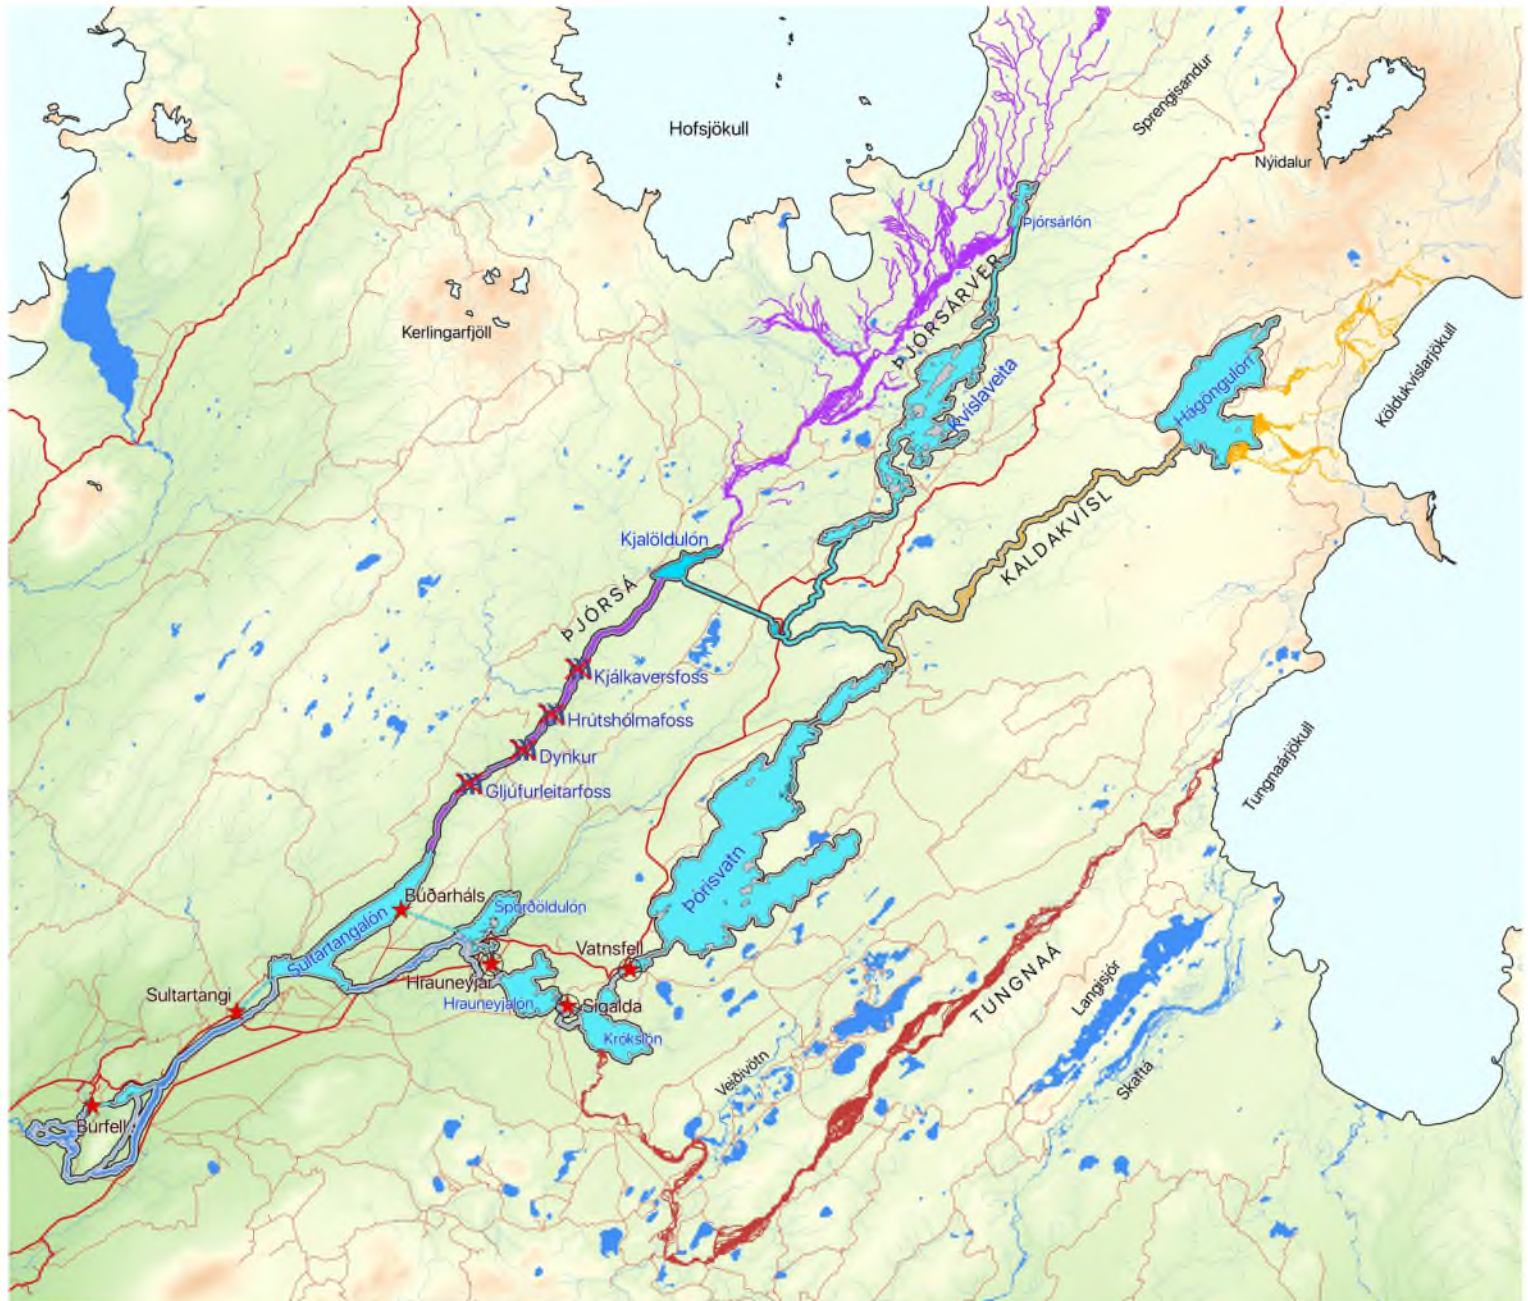 Sprengisandur
Hofsjökull
Nýidalur
Þjórsárlón
ÞJÓRSÁRVER
Kerlingarfjöll
Kvíslaveita
Hágöngulón
Köldukvíslarjökull
KALDAKVÍSL
Kjalöldulón
ÞJÓRSÁ
Kjálkaversfoss
Hrútshólmafoss
Dynkur
Gljúfurleitarfoss
Tungnaárjökull
Þórisvatn
Búðarháls
Sporðöldulón
Sultartangalón
Vatnsfell
Hrauneyjar
Hrauneyjalón
Sigalda
Sultartangi
Krókslón
TUNGNAÁ
Langisjór
Skaftá
Veiðivötn
Búrfell